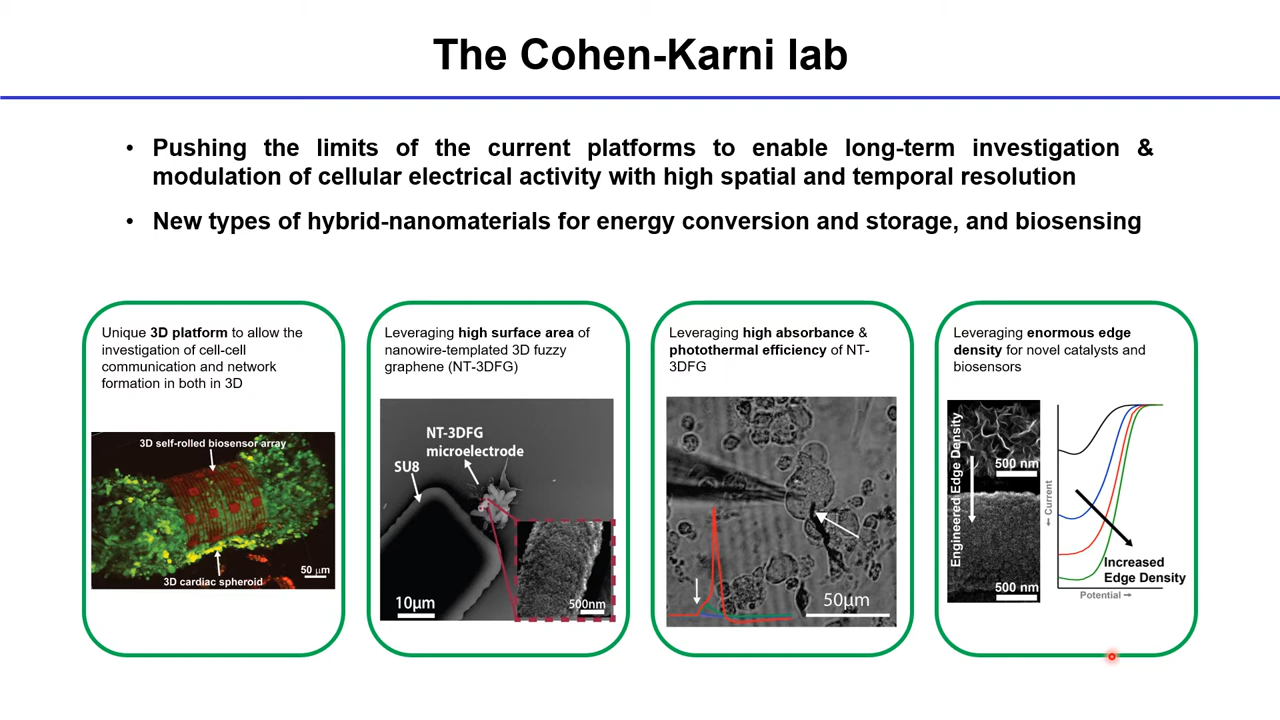 The Cohen-Karni lab
• Pushing the limits of the current platforms to enable long-term investigation &
modulation of cellular electrical activity with high spatial and temporal resolution
• New types of hybrid-nanomaterials for energy conversion and storage, and biosensing
Unique 3D platform to allow the
investigation of cell-cell
communication and network
formation in both in 3D
3D self-rolled biosensor array
50 µm
3D cardiac spheroid
Leveraging high surface area of
nanowire-templated 3D fuzzy
graphene (NT-3DFG)
NT-3DFG
microelectrode
SU8
10µm
500nm
Leveraging high absorbance &
photothermal efficiency of NT-
3DFG
50µm
Leveraging enormous edge
density for novel catalysts and
biosensors
Engineered Edge Density
500 nm
500 nm
← Current
Increased
Edge Density
Potential →